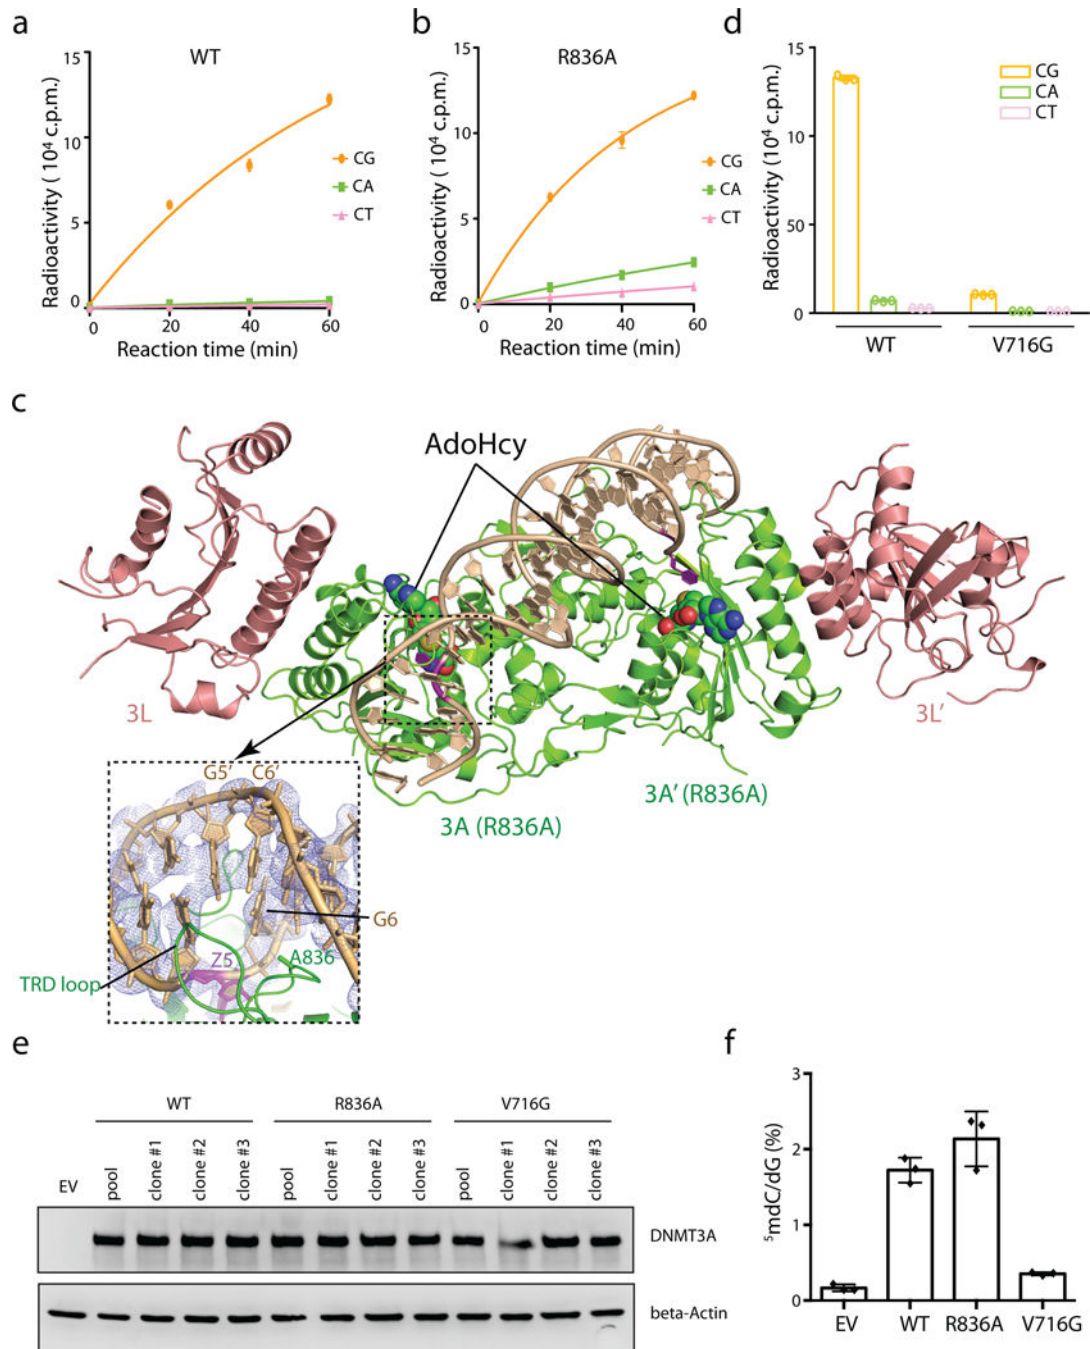 a
WT
Radioactivity ( 10⁴ c.p.m.)
15
10
5
0
0 20 40 60
Reaction time (min)
CG
CA
CT
b
R836A
Radioactivity ( 10⁴ c.p.m.)
15
10
5
0
0 20 40 60
Reaction time (min)
CG
CA
CT
d
Radioactivity (10⁴ c.p.m.)
15
10
50
0
WT V716G
CG
CA
CT
c
AdoHcy
3L
3L′
3A (R836A)
3A′ (R836A)
G5′ C6′
G6
Z5
A836
TRD loop
e
WT R836A V716G
EV pool clone #1 clone #2 clone #3 pool clone #1 clone #2 clone #3 pool clone #1 clone #2 clone #3
DNMT3A
beta-Actin
f
⁵mdC/dG (%)
3
2
1
0
EV WT R836A V716G